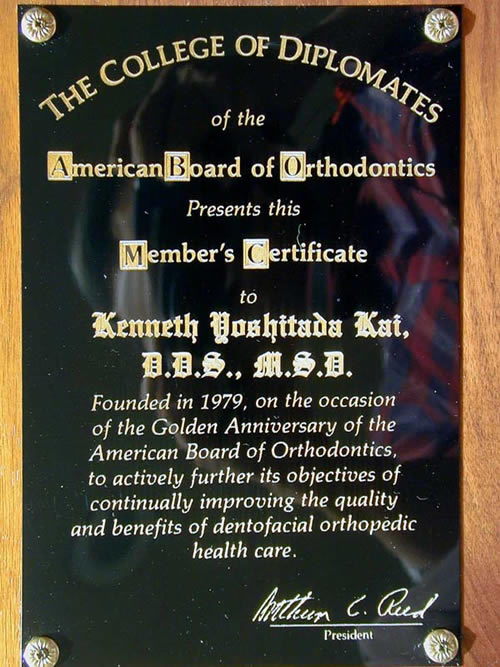 THE COLLEGE OF DIPLOMATES
of the
American Board of Orthodontics
Presents this
Member's Certificate
to
Kenneth Yoshitada Kai,
D.D.S., M.S.D.
Founded in 1979, on the occasion
of the Golden Anniversary of the
American Board of Orthodontics,
to actively further its objectives of
continually improving the quality
and benefits of dentofacial orthopedic
health care.
C. Reed
President